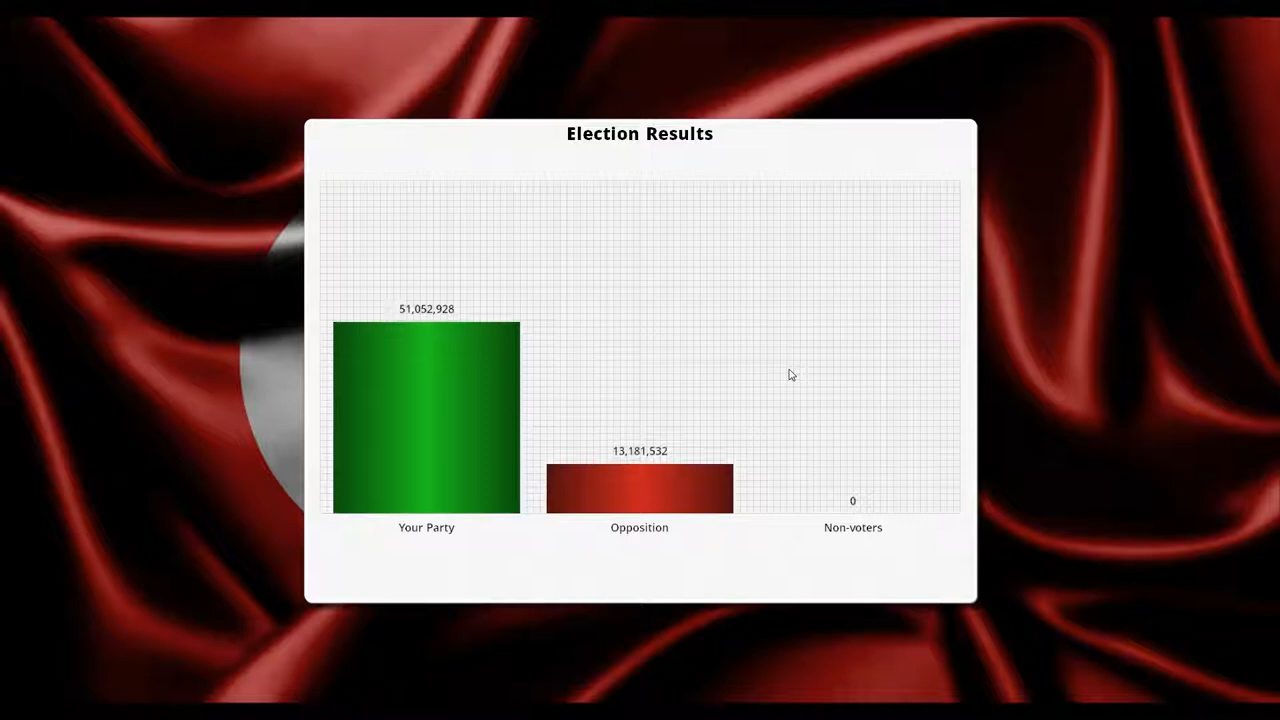 Election Results
51,052,928
13,181,532
0
Your Party
Opposition
Non-voters